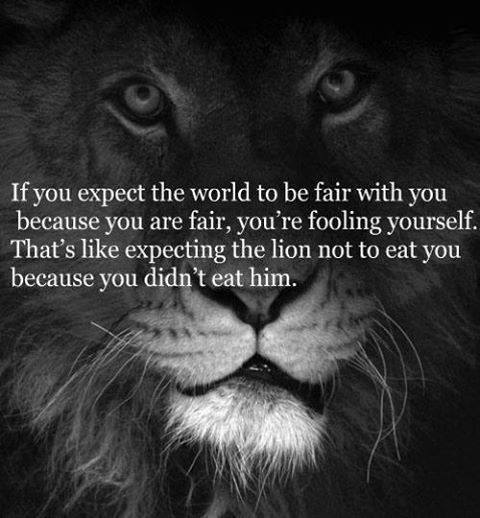 If you expect the world to be fair with you
because you are fair, you're fooling yourself.
That's like expecting the lion not to eat you
because you didn't eat him.